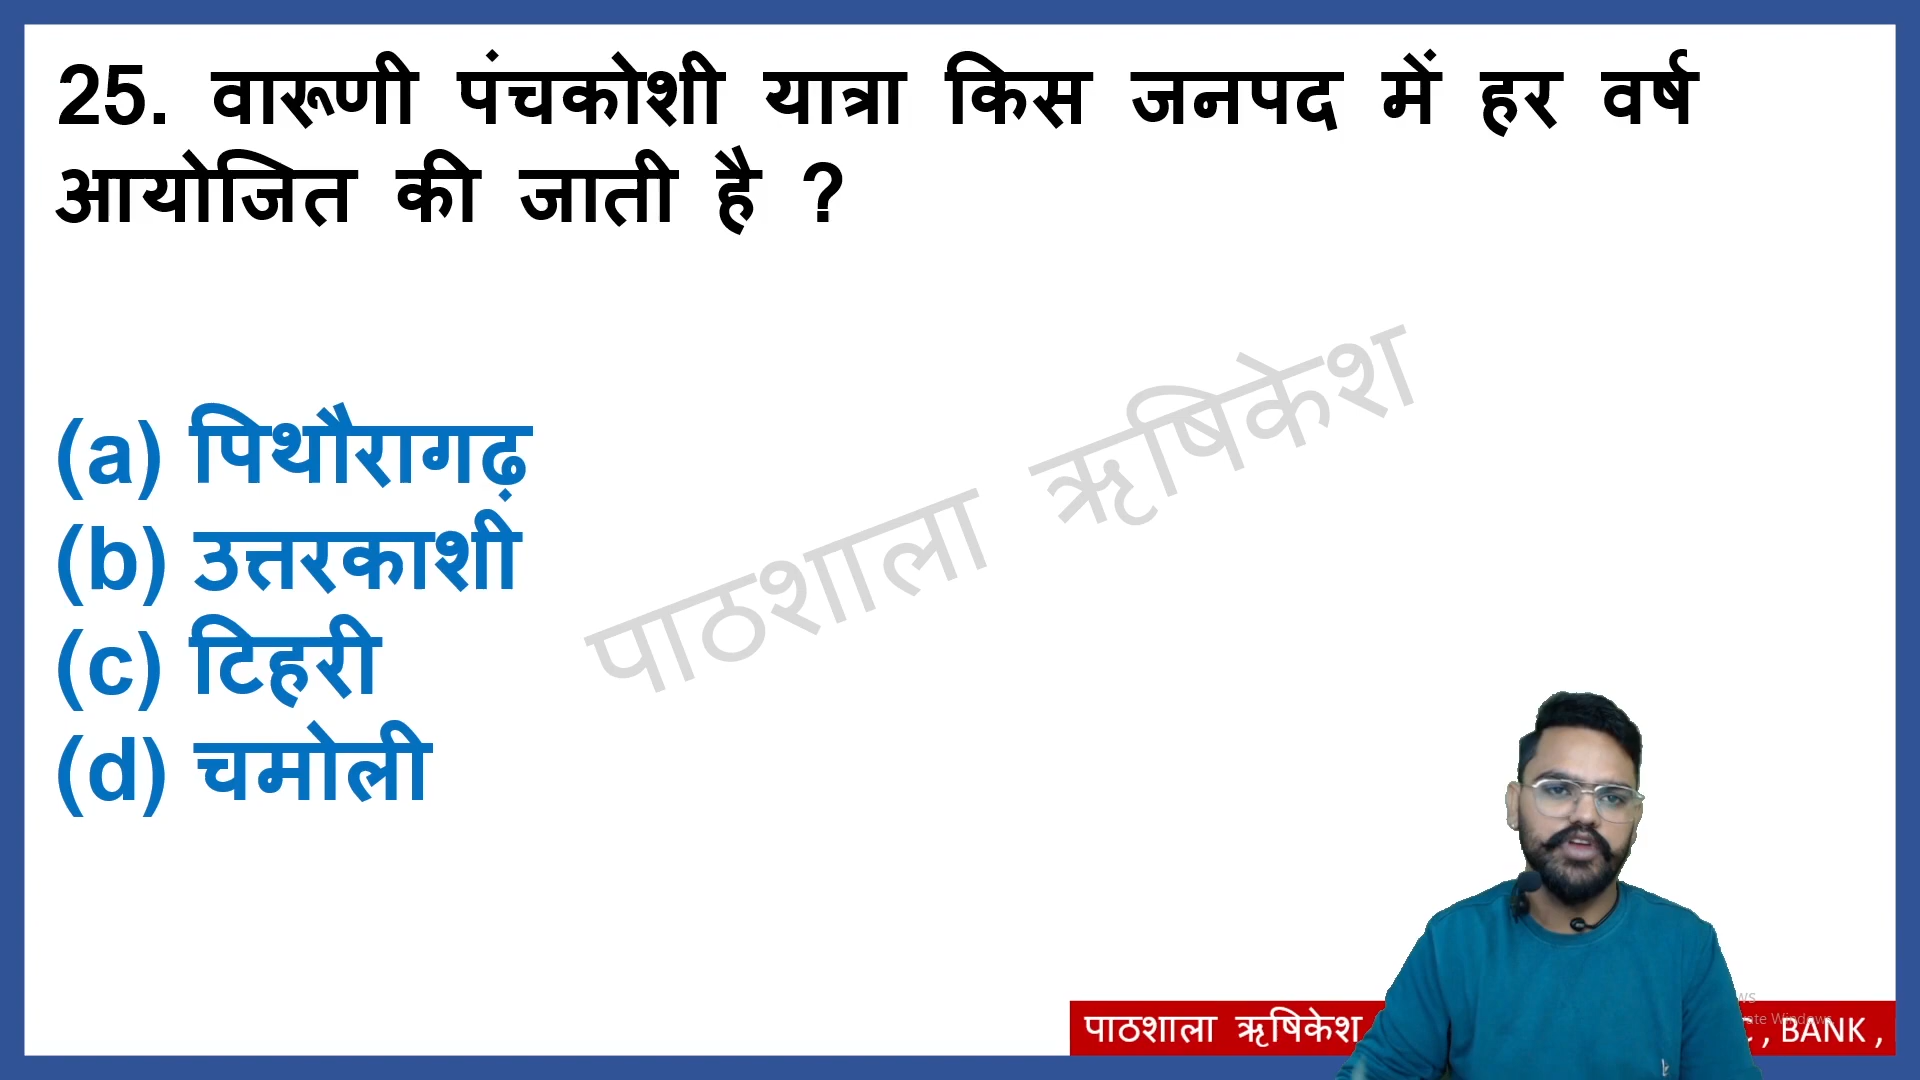 25. वारूणी पंचकोशी यात्रा किस जनपद में हर वर्ष
आयोजित की जाती है ?
(a) पिथौरागढ़
(b) उत्तरकाशी
(c) टिहरी
(d) चमोली
पाठशाला ऋषिकेश
पाठशाला ऋषिकेश , BANK ,